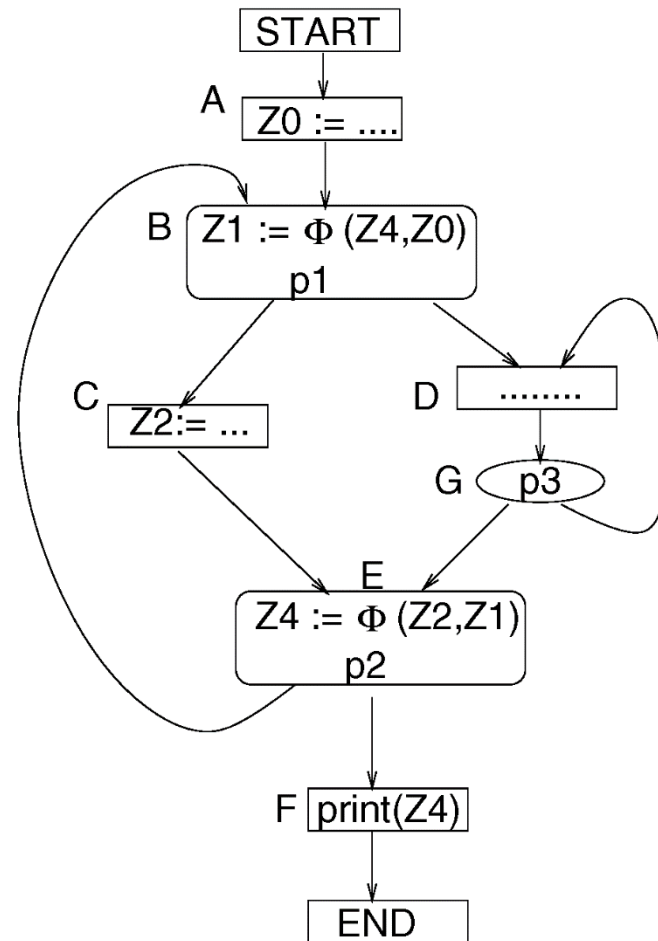 START
A
Z0 := ....
B
Z1 := Φ (Z4,Z0)
p1
C
Z2:= ...
D
........
G
p3
E
Z4 := Φ (Z2,Z1)
p2
F
print(Z4)
END